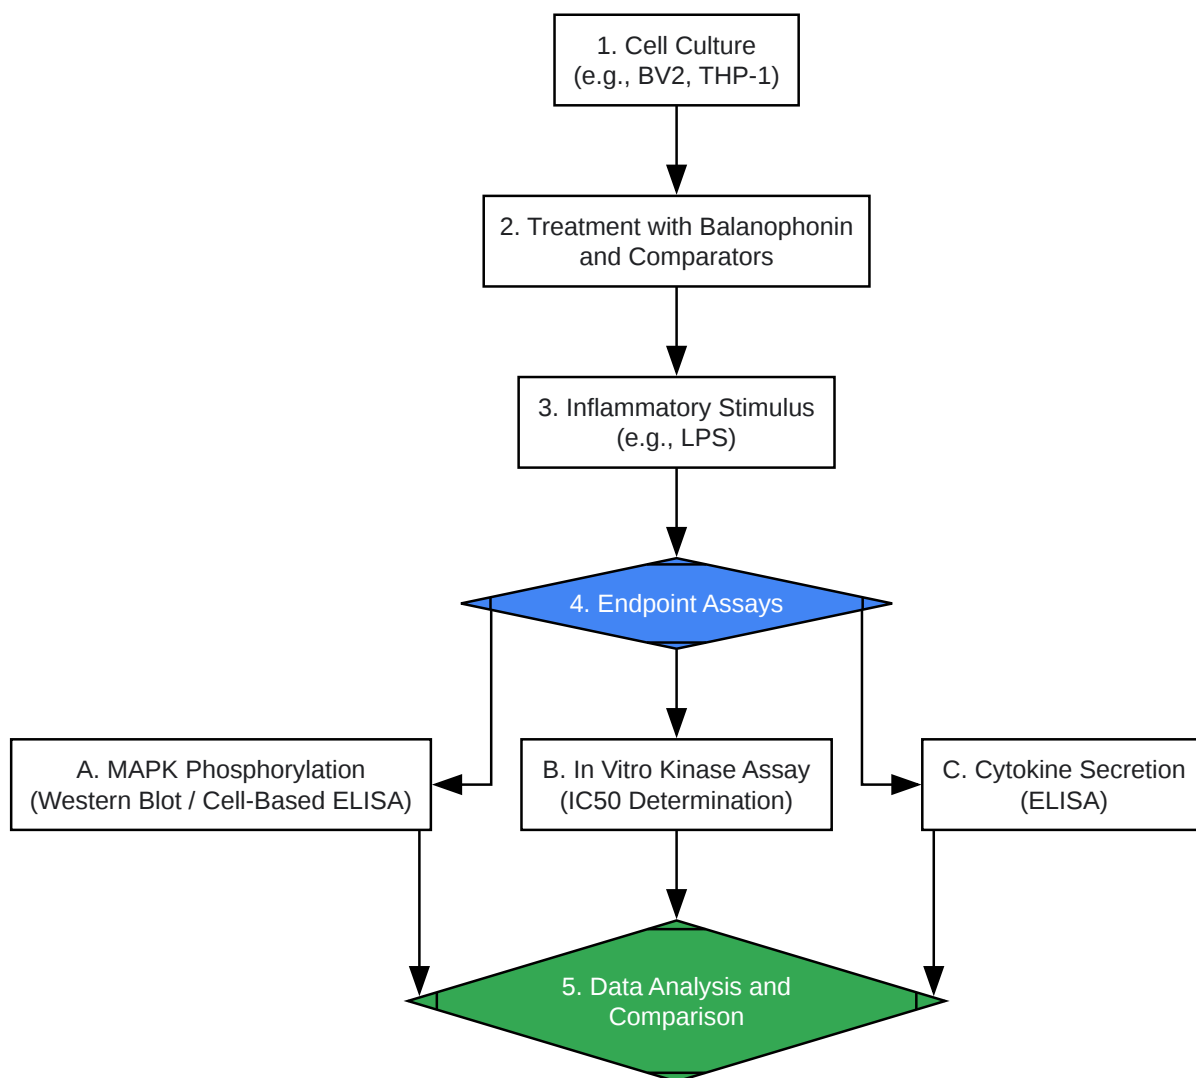 1. Cell Culture
(e.g., BV2, THP-1)
2. Treatment with Balanophonin
and Comparators
3. Inflammatory Stimulus
(e.g., LPS)
4. Endpoint Assays
A. MAPK Phosphorylation
(Western Blot / Cell-Based ELISA)
B. In Vitro Kinase Assay
(IC50 Determination)
C. Cytokine Secretion
(ELISA)
5. Data Analysis and
Comparison